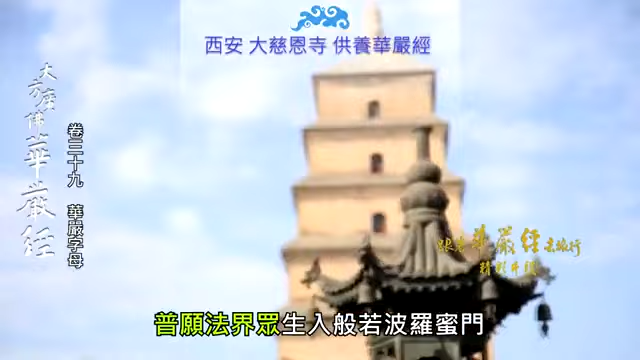 西安 大慈恩寺 供養華嚴經
大方廣佛華嚴經
卷三十九 華嚴字母
跟著華嚴經去旅行
精彩片頭
普願法界眾生入般若波羅蜜門